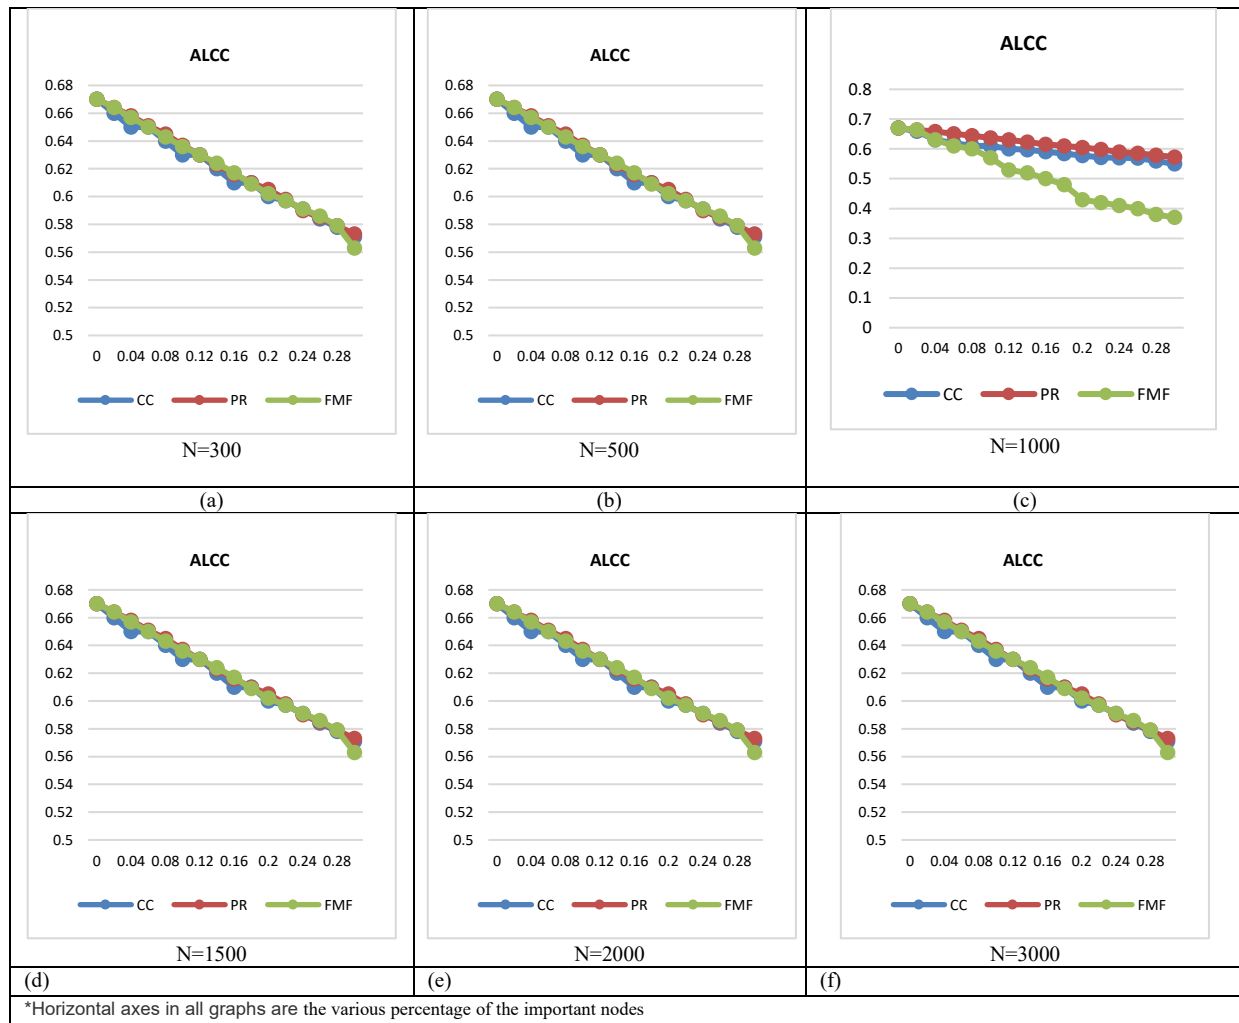 ALCC
0.68
0.66
0.64
0.62
0.60
0.58
0.56
0.54
0.52
0.5
0 0.04 0.08 0.12 0.16 0.2 0.24 0.28
CC PR FMF
N=300
(a)
ALCC
0.68
0.66
0.64
0.62
0.60
0.58
0.56
0.54
0.52
0.5
0 0.04 0.08 0.12 0.16 0.2 0.24 0.28
CC PR FMF
N=500
(b)
ALCC
0.8
0.7
0.6
0.5
0.4
0.3
0.2
0.1
0
0 0.04 0.08 0.12 0.16 0.2 0.24 0.28
CC PR FMF
N=1000
(c)
ALCC
0.68
0.66
0.64
0.62
0.60
0.58
0.56
0.54
0.52
0.5
0 0.04 0.08 0.12 0.16 0.2 0.24 0.28
CC PR FMF
N=1500
(d)
ALCC
0.68
0.66
0.64
0.62
0.60
0.58
0.56
0.54
0.52
0.5
0 0.04 0.08 0.12 0.16 0.2 0.24 0.28
CC PR FMF
N=2000
(e)
ALCC
0.68
0.66
0.64
0.62
0.60
0.58
0.56
0.54
0.52
0.5
0 0.04 0.08 0.12 0.16 0.2 0.24 0.28
CC PR FMF
N=3000
(f)
*Horizontal axes in all graphs are the various percentage of the important nodes